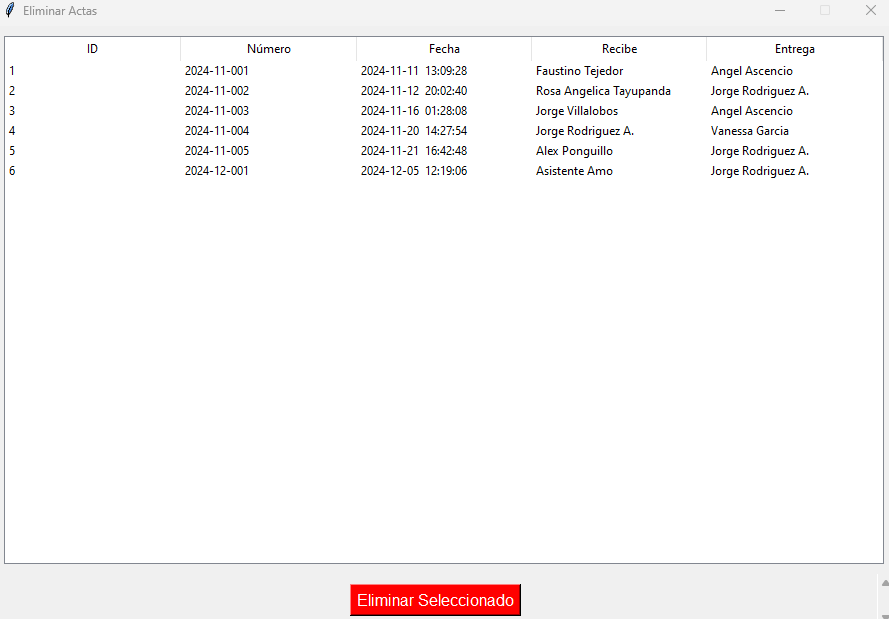 Eliminar Actas
ID Número Fecha Recibe Entrega
1 2024-11-001 2024-11-11 13:09:28 Faustino Tejedor Angel Ascencio
2 2024-11-002 2024-11-12 20:02:40 Rosa Angelica Tayupanda Jorge Rodriguez A.
3 2024-11-003 2024-11-16 01:28:08 Jorge Villalobos Angel Ascencio
4 2024-11-004 2024-11-20 14:27:54 Jorge Rodriguez A. Vanessa Garcia
5 2024-11-005 2024-11-21 16:42:48 Alex Ponguillo Jorge Rodriguez A.
6 2024-12-001 2024-12-05 12:19:06 Asistente Amo Jorge Rodriguez A.
Eliminar Seleccionado